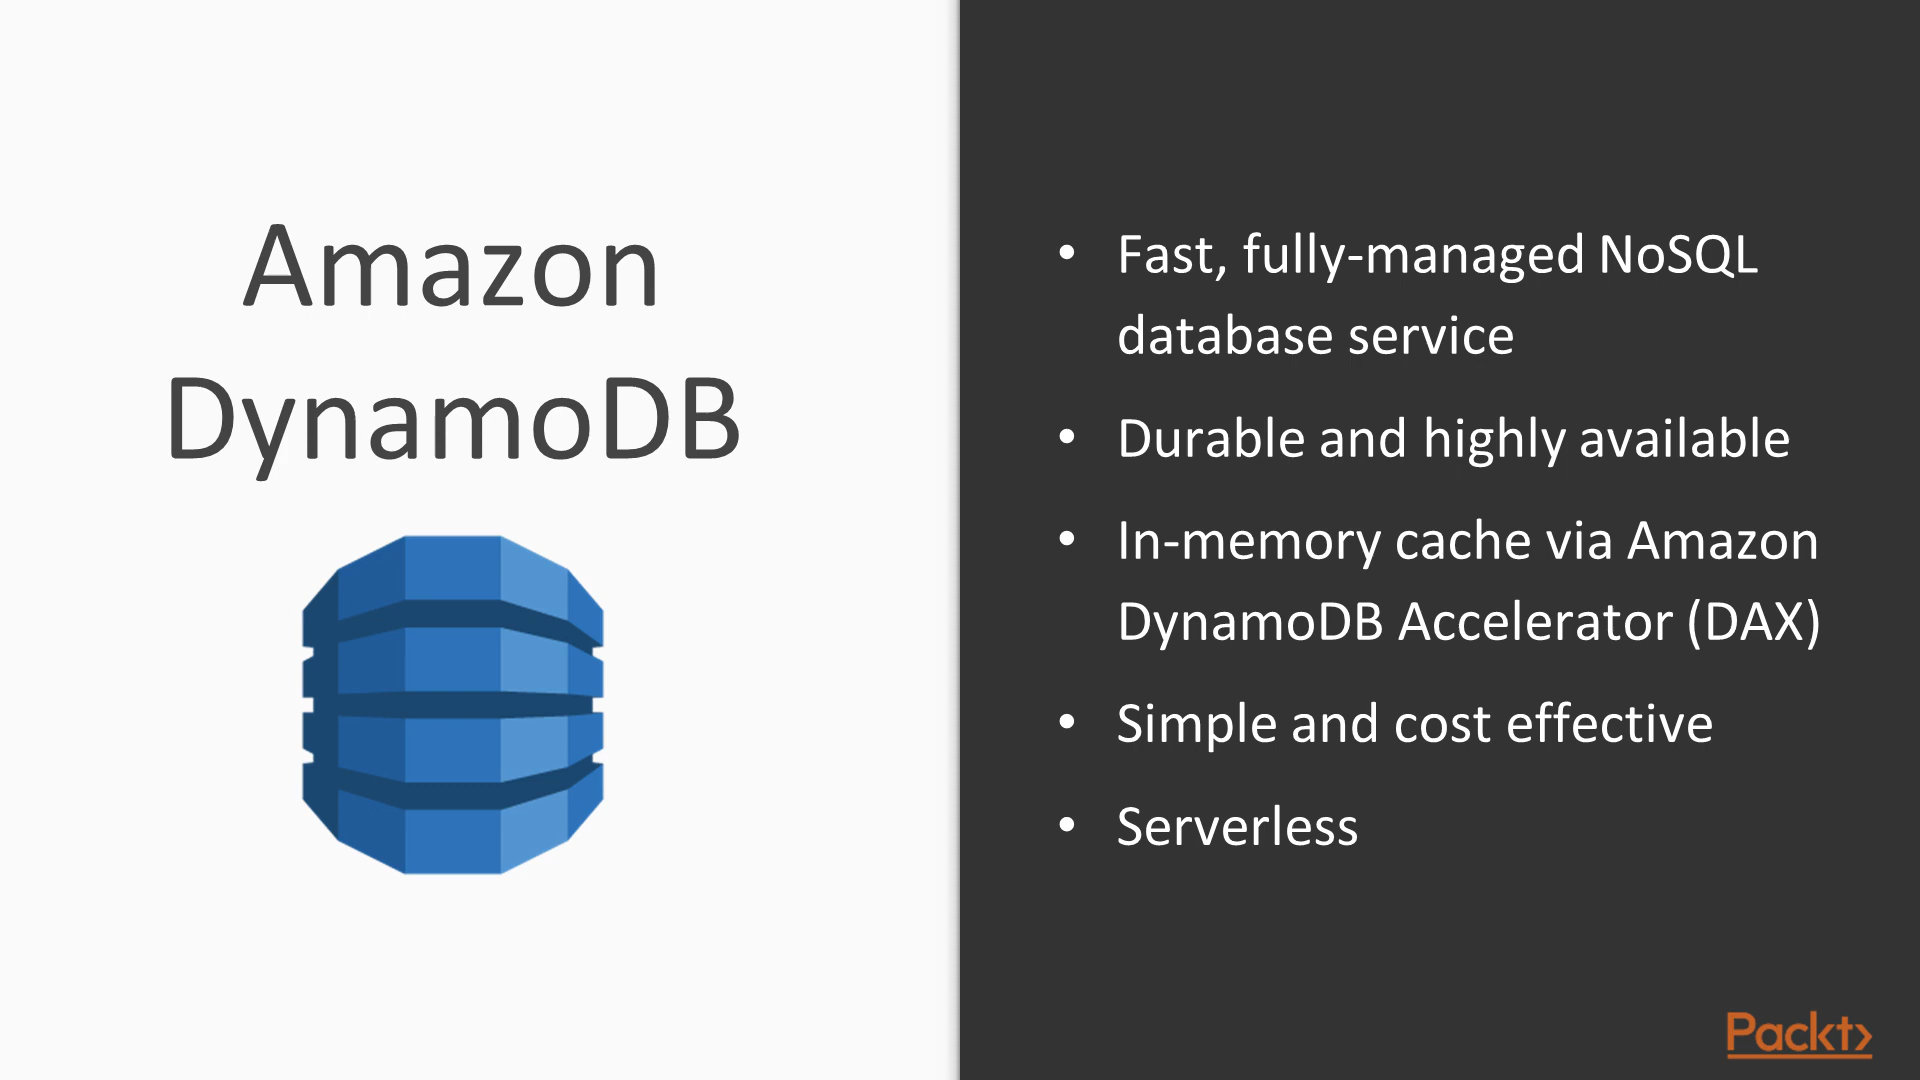 Amazon
DynamoDB
• Fast, fully-managed NoSQL
database service
• Durable and highly available
• In-memory cache via Amazon
DynamoDB Accelerator (DAX)
• Simple and cost effective
• Serverless
Packt>